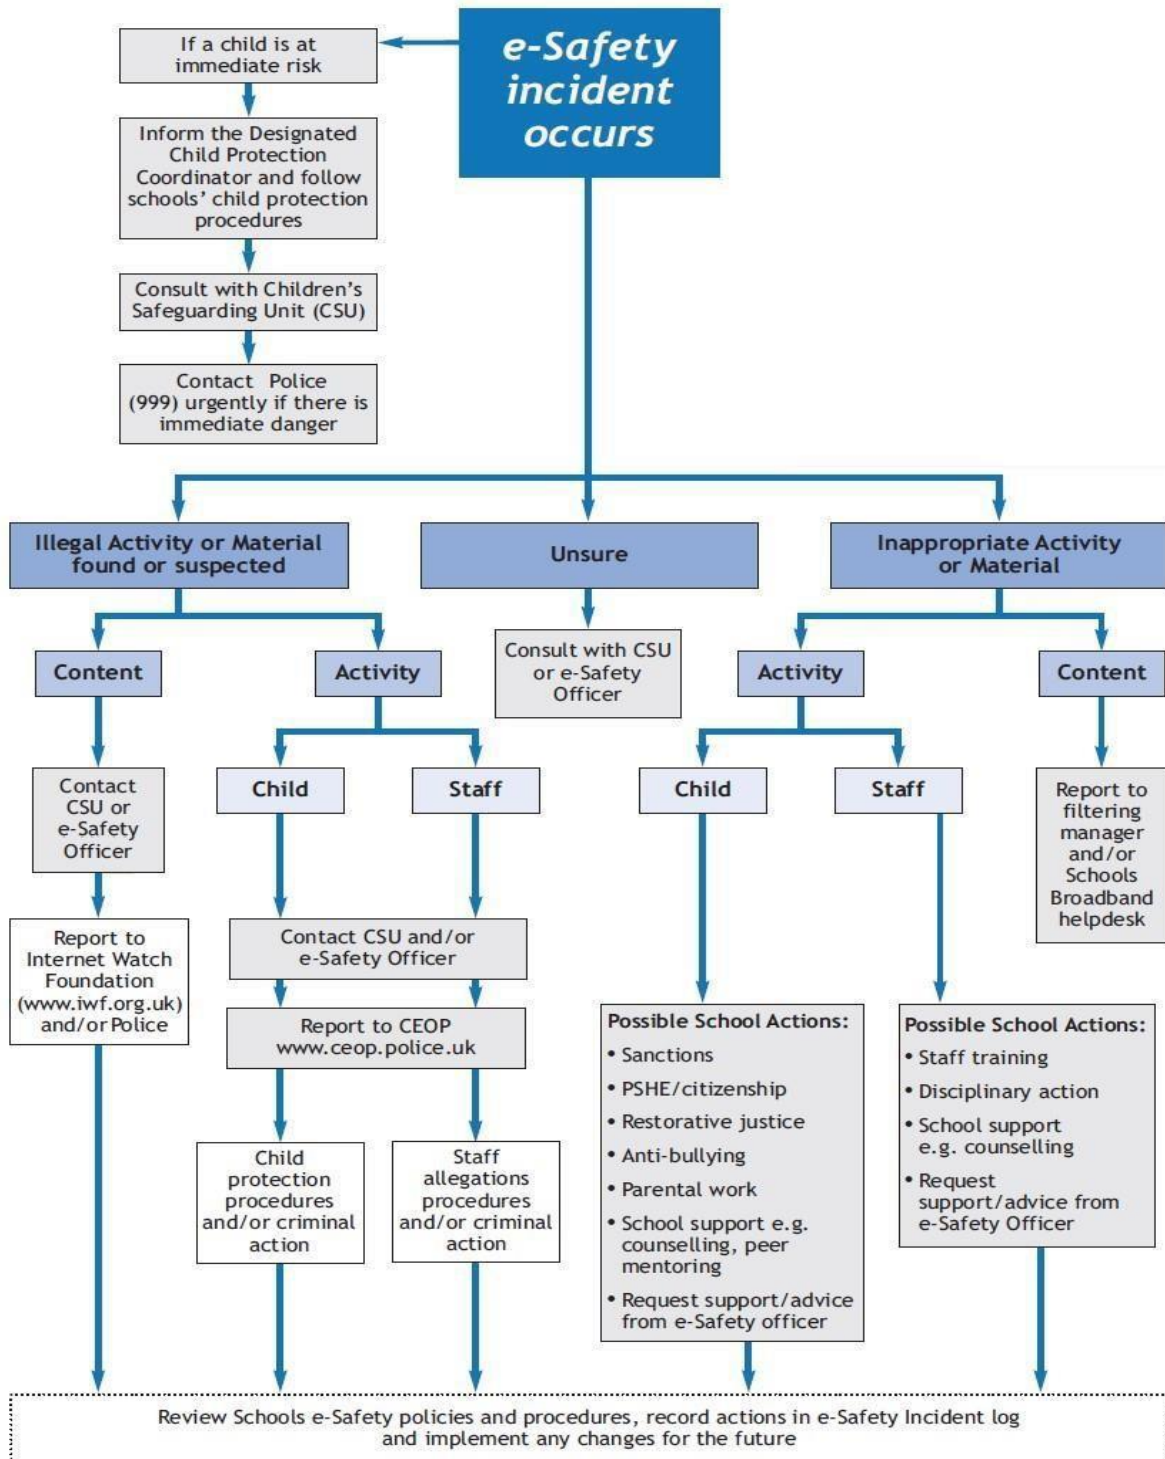 e-Safety
incident
occurs
If a child is at
immediate risk
Inform the Designated
Child Protection
Coordinator and follow
schools’ child protection
procedures
Consult with Children’s
Safeguarding Unit (CSU)
Contact Police
(999) urgently if there is
immediate danger
Illegal Activity or Material
found or suspected
Unsure
Inappropriate Activity
or Material
Content
Activity
Consult with CSU
or e-Safety
Officer
Activity
Content
Contact
CSU or
e-Safety
Officer
Child
Staff
Child
Staff
Report to
filtering
manager
and/or
Schools
Broadband
helpdesk
Report to
Internet Watch
Foundation
(www.iwf.org.uk)
and/or Police
Contact CSU and/or
e-Safety Officer
Report to CEOP
www.ceop.police.uk
Child
protection
procedures
and/or criminal
action
Staff
allegations
procedures
and/or criminal
action
Possible School Actions:
• Sanctions
• PSHE/citizenship
• Restorative justice
• Anti-bullying
• Parental work
• School support e.g.
counselling, peer
mentoring
• Request support/advice
from e-Safety officer
Possible School Actions:
• Staff training
• Disciplinary action
• School support
e.g. counselling
• Request
support/advice from
e-Safety Officer
Review Schools e-Safety policies and procedures, record actions in e-Safety Incident log
and implement any changes for the future